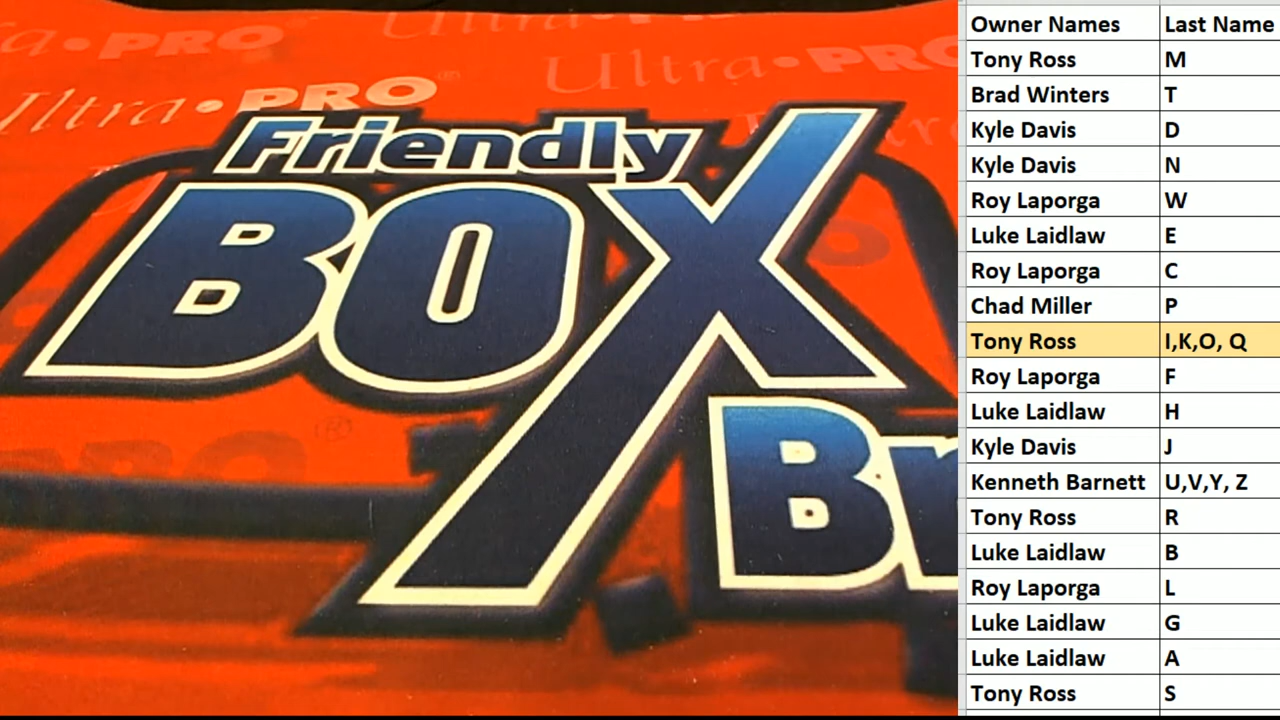 Ultra•PRO
Ultra•PRO
Ultra•PRO®
Friendly
BOX
Br
PRO
Owner Names Last Name
Tony Ross M
Brad Winters T
Kyle Davis D
Kyle Davis N
Roy Laporga W
Luke Laidlaw E
Roy Laporga C
Chad Miller P
Tony Ross I,K,O, Q
Roy Laporga F
Luke Laidlaw H
Kyle Davis J
Kenneth Barnett U,V,Y, Z
Tony Ross R
Luke Laidlaw B
Roy Laporga L
Luke Laidlaw G
Luke Laidlaw A
Tony Ross S